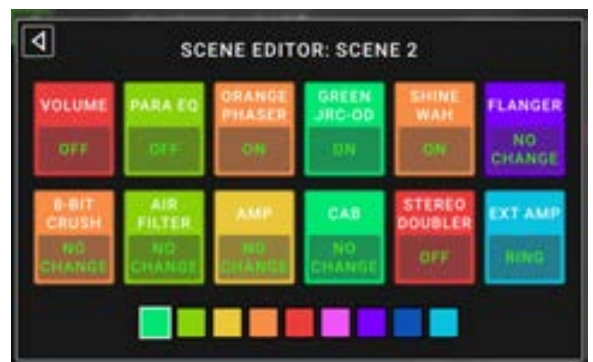 SCENE EDITOR: SCENE 2
VOLUME
OFF
PARA EQ
OFF
ORANGE
PHASER
ON
GREEN
JRC-OD
ON
SHINE
WAH
ON
FLANGER
NO
CHANGE
8-BIT
CRUSH
NO
CHANGE
AIR
FILTER
NO
CHANGE
AMP
NO
CHANGE
CAB
NO
CHANGE
STEREO
DOUBLER
OFF
EXT AMP
RING